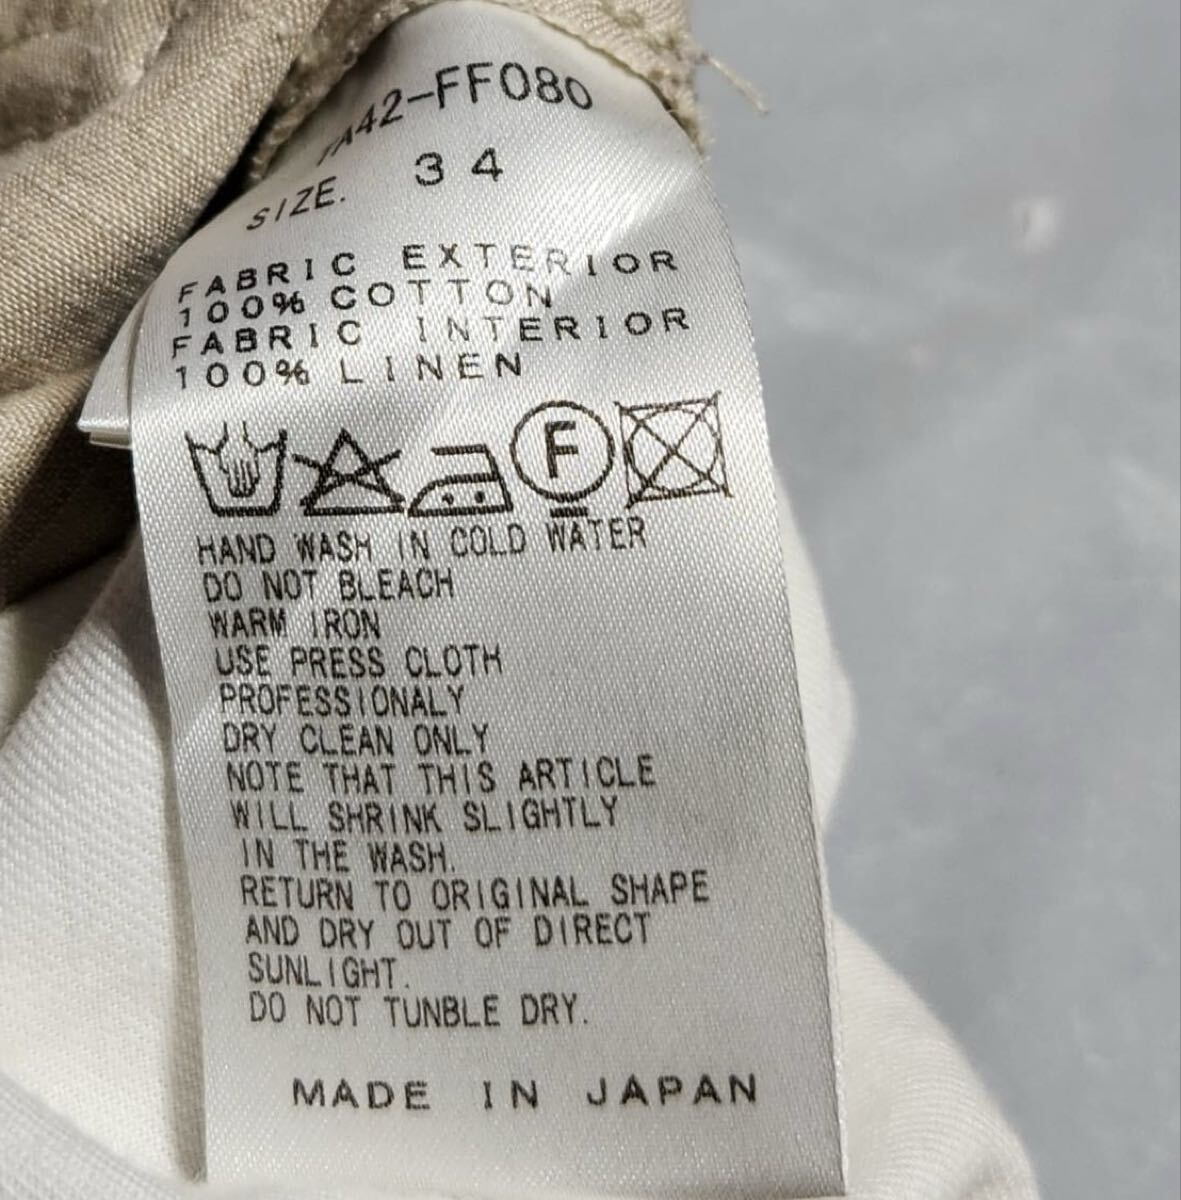 FA42-FF080
SIZE. 34
FABRIC EXTERIOR
100% COTTON
FABRIC INTERIOR
100% LINEN
F
HAND WASH IN COLD WATER
DO NOT BLEACH
WARM IRON
USE PRESS CLOTH
PROFESSIONALY
DRY CLEAN ONLY
NOTE THAT THIS ARTICLE
WILL SHRINK SLIGHTLY
IN THE WASH.
RETURN TO ORIGINAL SHAPE
AND DRY OUT OF DIRECT
SUNLIGHT.
DO NOT TUNBLE DRY.
MADE IN JAPAN